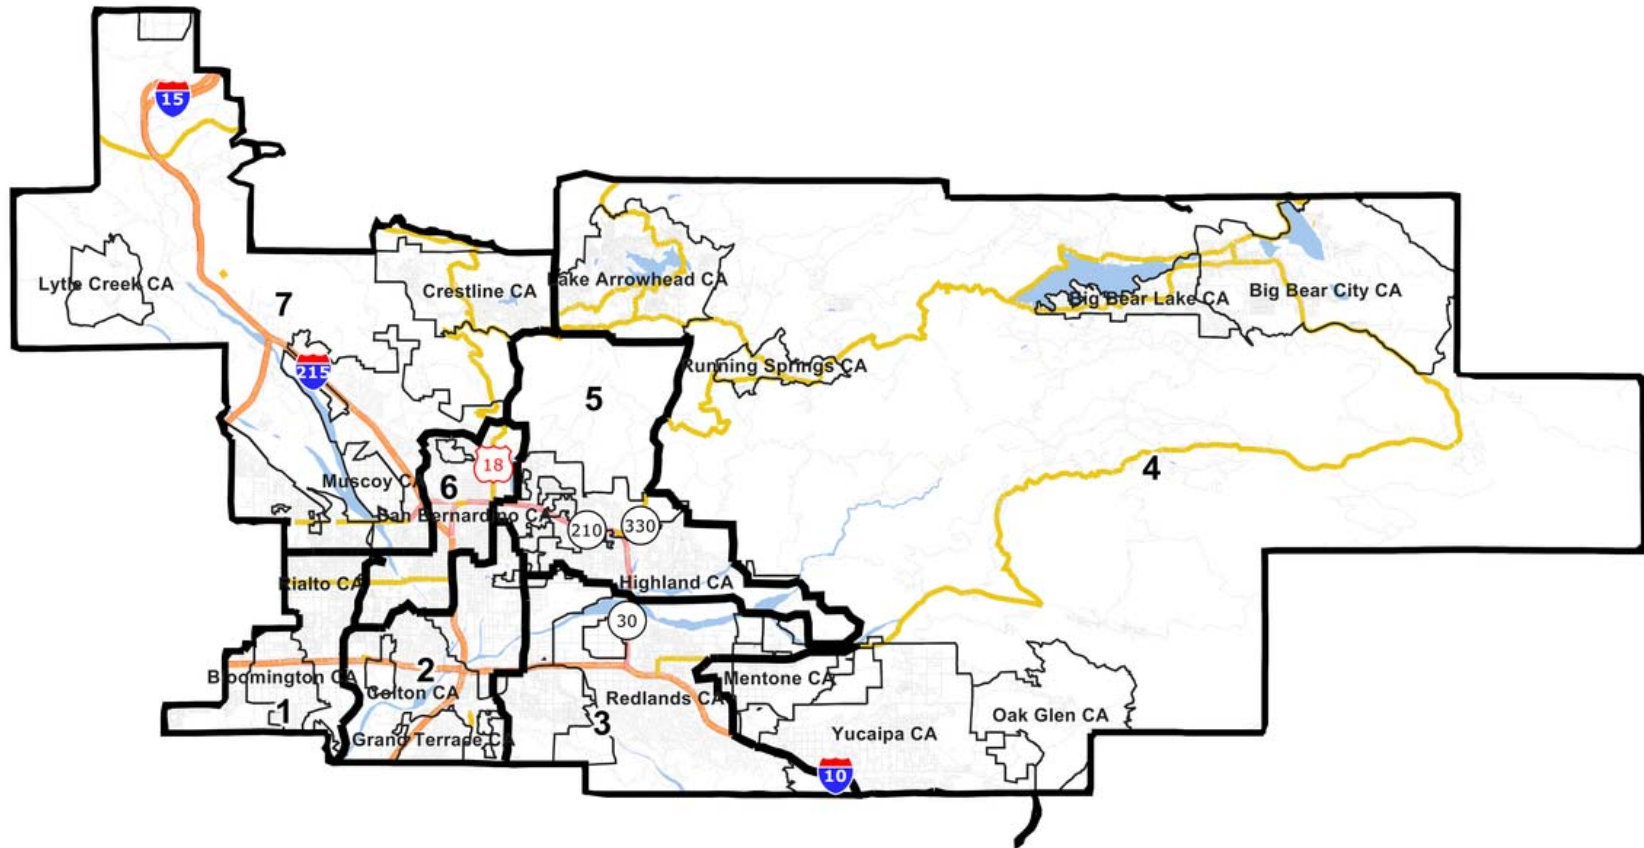 15
Lytle Creek CA
7
Crestline CA
Lake Arrowhead CA
Big Bear Lake CA
Big Bear City CA
215
5
Running Springs CA
18
4
Muscoy CA
6
San Bernardino CA
210
330
Rialto CA
Highland CA
30
Bloomington CA
2
Colton CA
Redlands CA
Mentone CA
1
3
Grand Terrace CA
Oak Glen CA
Yucaipa CA
10